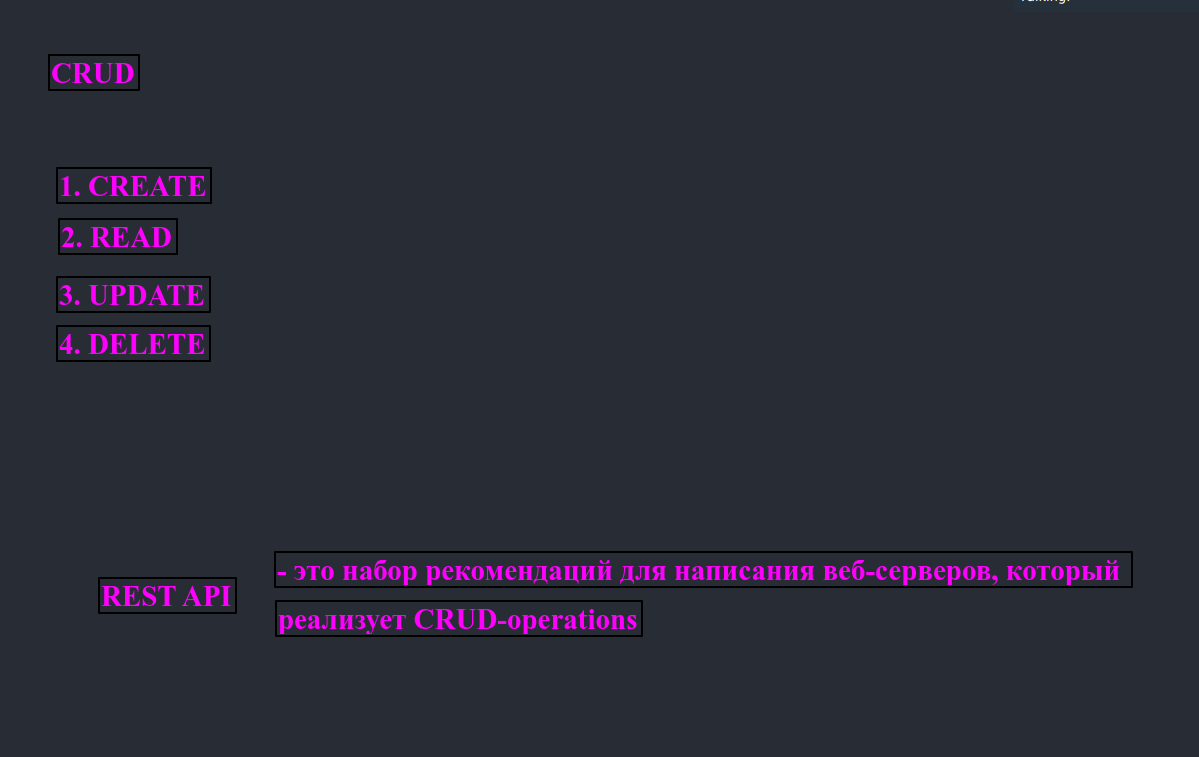 CRUD
1. CREATE
2. READ
3. UPDATE
4. DELETE
REST API
- это набор рекомендаций для написания веб-серверов, который
реализует CRUD-operations